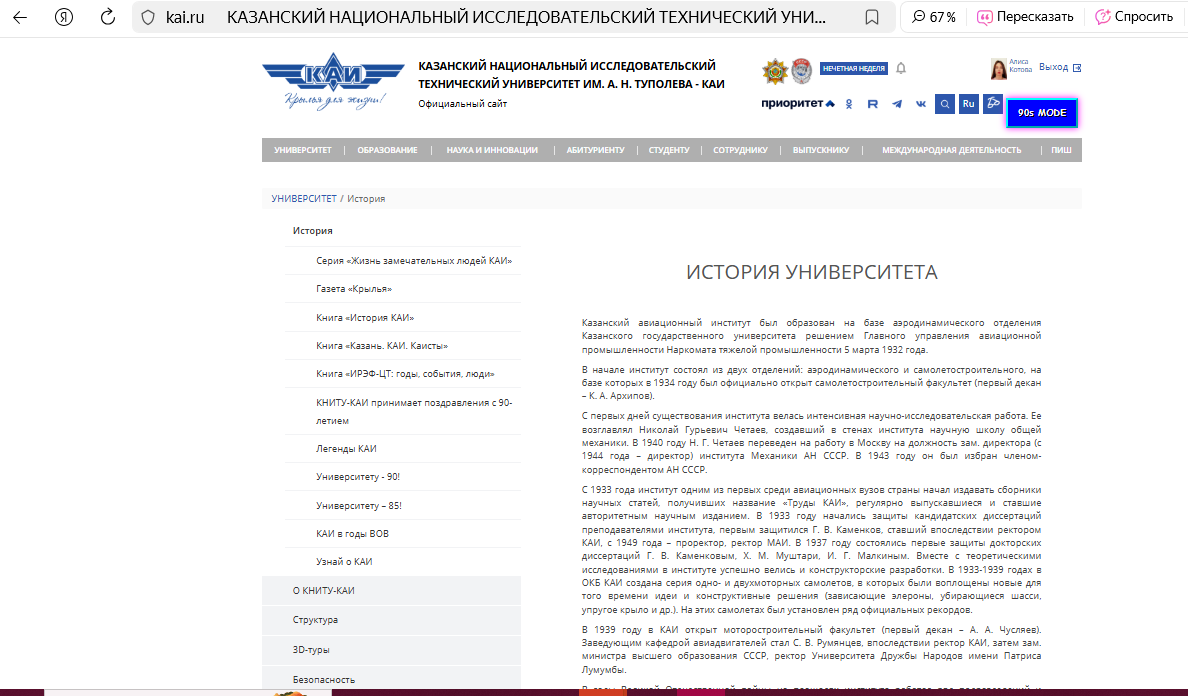 kai.ru КАЗАНСКИЙ НАЦИОНАЛЬНЫЙ ИССЛЕДОВАТЕЛЬСКИЙ ТЕХНИЧЕСКИЙ УНИ... 67 % Пересказать Спросить
КАИ
Крылья для жизни!
КАЗАНСКИЙ НАЦИОНАЛЬНЫЙ ИССЛЕДОВАТЕЛЬСКИЙ
ТЕХНИЧЕСКИЙ УНИВЕРСИТЕТ ИМ. А. Н. ТУПОЛЕВА - КАИ
Официальный сайт
НЕЧЕТНАЯ НЕДЕЛЯ
Алиса
Котова
Выход
приоритет
Ru
90s MODE
УНИВЕРСИТЕТ ОБРАЗОВАНИЕ НАУКА И ИННОВАЦИИ АБИТУРИЕНТУ СТУДЕНТУ СОТРУДНИКУ ВЫПУСКНИКУ МЕЖДУНАРОДНАЯ ДЕЯТЕЛЬНОСТЬ ПИШ
УНИВЕРСИТЕТ / История
История
Серия «Жизнь замечательных людей КАИ»
Газета «Крылья»
Книга «История КАИ»
Книга «Казань. КАИ. Каисты»
Книга «ИРЭФ-ЦТ: годы, события, люди»
КНИТУ-КАИ принимает поздравления с 90-
летием
Легенды КАИ
Университету - 90!
Университету – 85!
КАИ в годы ВОВ
Узнай о КАИ
О КНИТУ-КАИ
Структура
3D-туры
Безопасность
ИСТОРИЯ УНИВЕРСИТЕТА
Казанский авиационный институт был образован на базе аэродинамического отделения
Казанского государственного университета решением Главного управления авиационной
промышленности Наркомата тяжелой промышленности 5 марта 1932 года.
В начале институт состоял из двух отделений: аэродинамического и самолетостроительного, на
базе которых в 1934 году был официально открыт самолетостроительный факультет (первый декан
– К. А. Архипов).
С первых дней существования института велась интенсивная научно-исследовательская работа. Ее
возглавлял Николай Гурьевич Четаев, создавший в стенах института научную школу общей
механики. В 1940 году Н. Г. Четаев переведен на работу в Москву на должность зам. директора (с
1944 года – директор) института Механики АН СССР. В 1943 году он был избран членом-
корреспондентом АН СССР.
С 1933 года институт одним из первых среди авиационных вузов страны начал издавать сборники
научных статей, получивших название «Труды КАИ», регулярно выпускавшиеся и ставшие
авторитетным научным изданием. В 1933 году начались защиты кандидатских диссертаций
преподавателями института, первым защитился Г. В. Каменков, ставший впоследствии ректором
КАИ, с 1949 года – проректор, ректор МАИ. В 1937 году состоялись первые защиты докторских
диссертаций Г. В. Каменковым, Х. М. Муштари, И. Г. Малкиным. Вместе с теоретическими
исследованиями в институте успешно велись и конструкторские разработки. В 1933-1939 годах в
ОКБ КАИ создана серия одно- и двухмоторных самолетов, в которых были воплощены новые для
того времени идеи и конструктивные решения (зависающие элероны, убирающиеся шасси,
упругое крыло и др.). На этих самолетах был установлен ряд официальных рекордов.
В 1939 году в КАИ открыт моторостроительный факультет (первый декан – А. А. Чусляев).
Заведующим кафедрой авиадвигателей стал С. В. Румянцев, впоследствии ректор КАИ, затем зам.
министра высшего образования СССР, ректор Университета Дружбы Народов имени Патриса
Лумумбы.